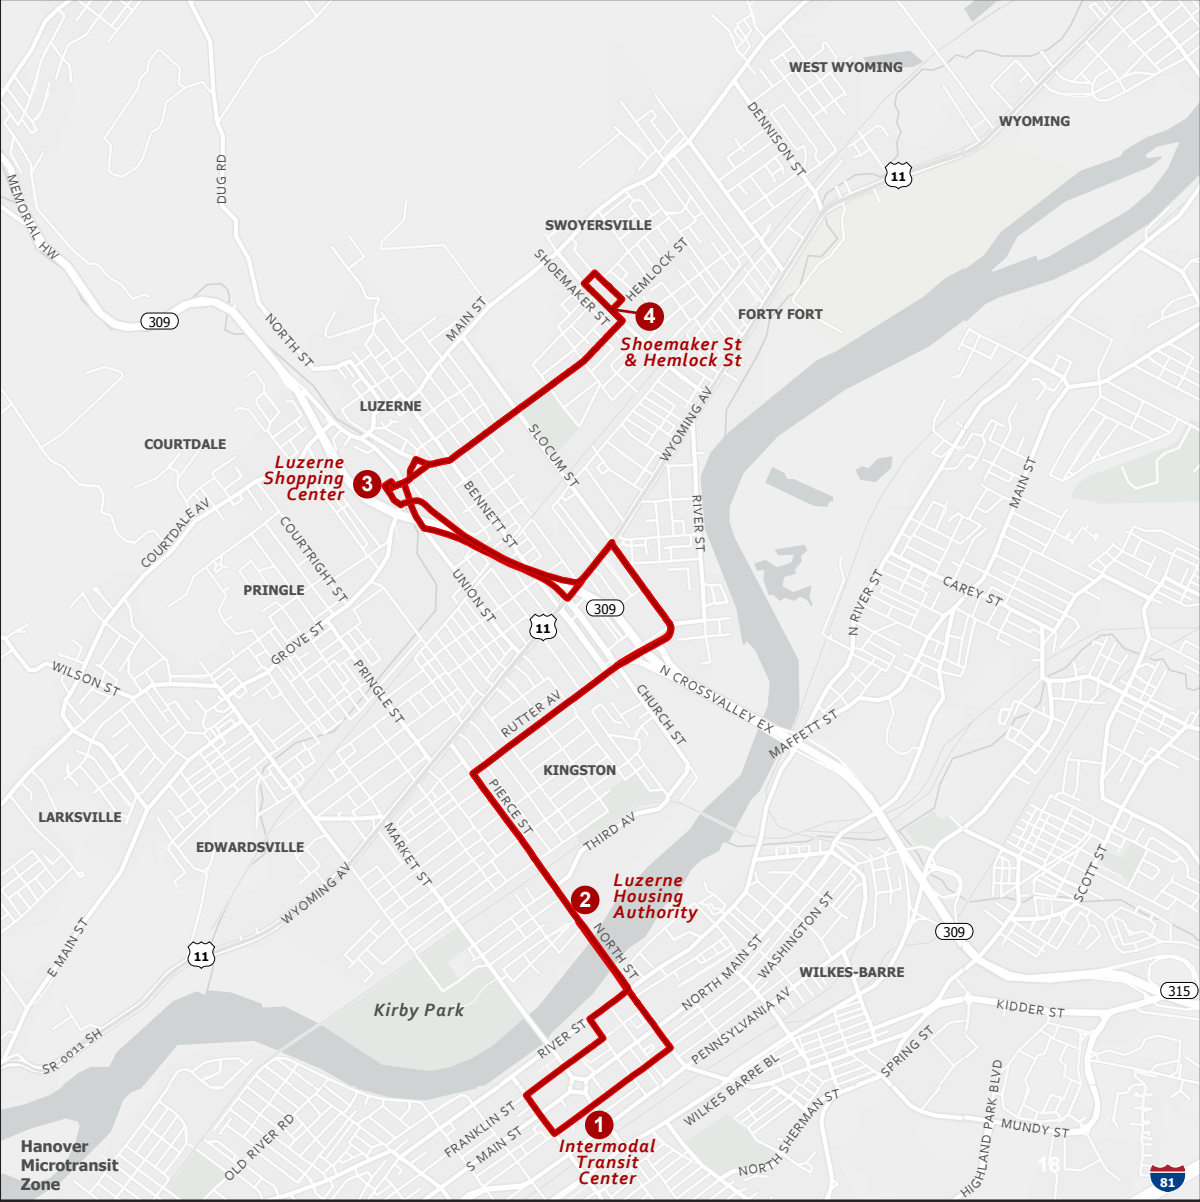 WEST WYOMING
DENNISON ST
WYOMING
11
DUG RD
MEMORIAL HW
SWOYERSVILLE
SHOEMAKER ST
HEMLOCK ST
309
NORTH ST
MAIN ST
4
FORTY FORT
Shoemaker St
& Hemlock St
LUZERNE
COURTDALE
SLOCUM ST
WYOMING AV
Luzerne
Shopping
Center
3
MAIN ST
COURTDALE AV
BENNETT ST
RIVER ST
COURTRIGHT ST
PRINGLE
UNION ST
309
11
N RIVER ST
CAREY ST
GROVE ST
WILSON ST
PRINGLE ST
RUTTER AV
CHURCH ST
N CROSSVALLEY EX
MAFFETT ST
KINGSTON
PIERCE ST
LARKSVILLE
EDWARDSVILLE
MARKET ST
THIRD AV
WYOMING AV
2
Luzerne
Housing
Authority
SCOTT ST
E MAIN ST
11
NORTH ST
NORTH MAIN ST
WASHINGTON ST
309
WILKES-BARRE
315
Kirby Park
PENNSYLVANIA AV
KIDDER ST
SR 0011 SH
RIVER ST
SPRING ST
WILKES BARRE BL
FRANKLIN ST
S MAIN ST
1
Intermodal
Transit
Center
NORTH SHERMAN ST
HIGHLAND PARK BLVD
MUNDY ST
OLD RIVER RD
Hanover
Microtransit
Zone
18
81